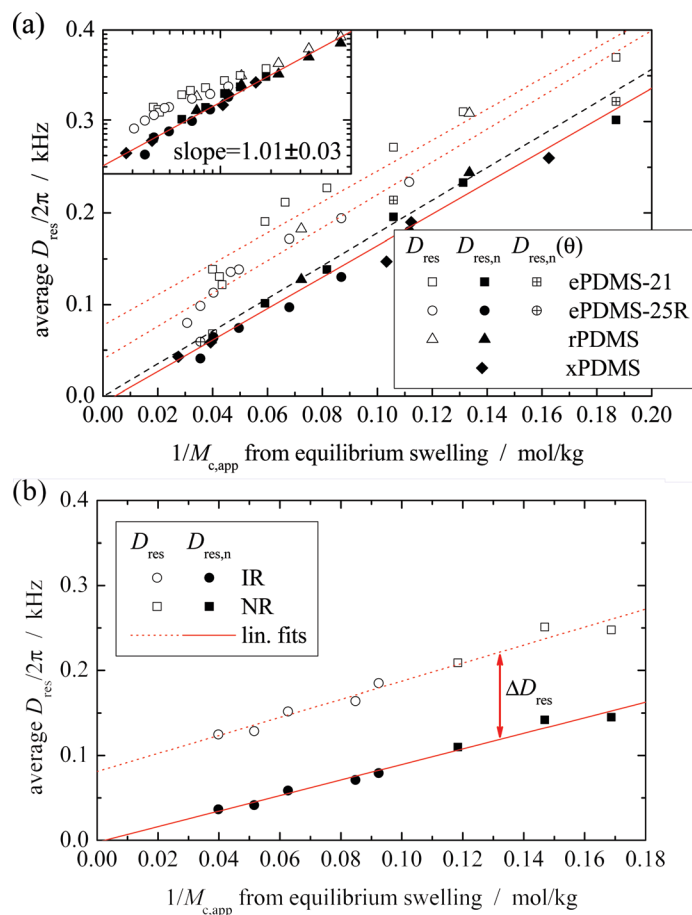 (a)
0.4
0.3
0.2
0.1
0.0
average D_res/2π / kHz
slope=1.01±0.03
D_res D_res,n D_res,n(θ)
ePDMS-21
ePDMS-25R
rPDMS
xPDMS
0.00 0.02 0.04 0.06 0.08 0.10 0.12 0.14 0.16 0.18 0.20
1/M_c,app from equilibrium swelling / mol/kg
(b)
0.4
0.3
0.2
0.1
0.0
average D_res/2π / kHz
D_res D_res,n
IR
NR
lin. fits
ΔD_res
0.00 0.02 0.04 0.06 0.08 0.10 0.12 0.14 0.16 0.18
1/M_c,app from equilibrium swelling / mol/kg